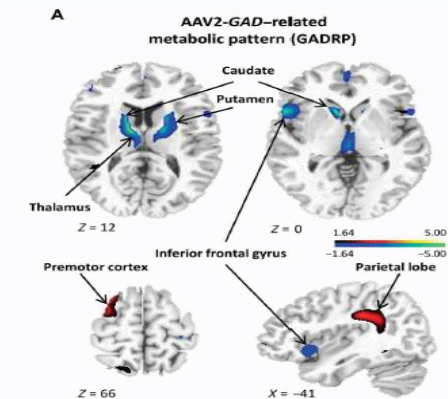 A
AAV2-GAD–related
metabolic pattern (GADRP)
Caudate
Putamen
Thalamus
Z = 12
Z = 0
1.64 5.00
−1.64 −5.00
Inferior frontal gyrus
Premotor cortex
Parietal lobe
Z = 66
X = −41